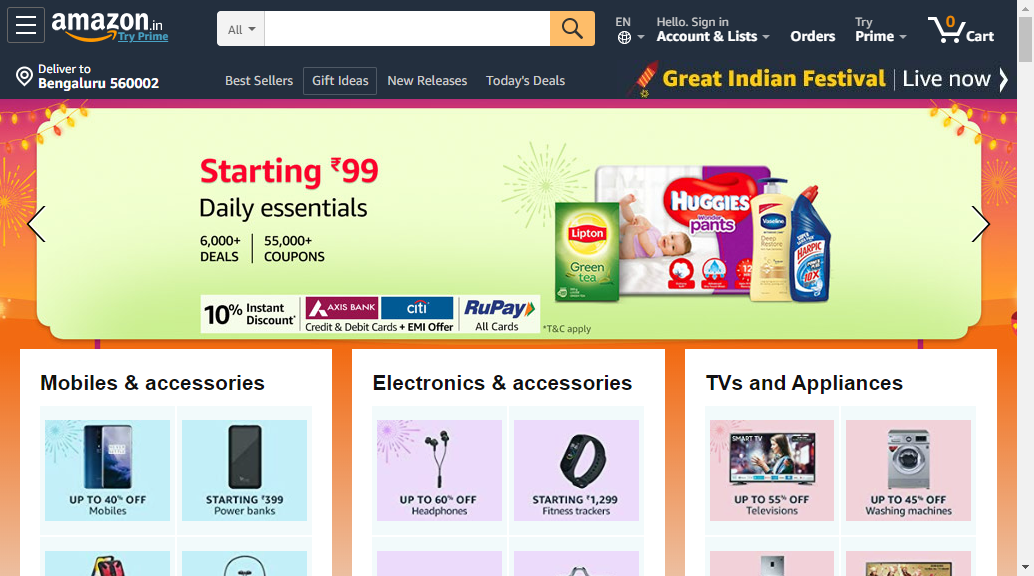 amazon.in
Try Prime
All
EN
Hello. Sign in
Account & Lists
Orders
Try
Prime
0
Cart
Deliver to
Bengaluru 560002
Best Sellers
Gift Ideas
New Releases
Today's Deals
Great Indian Festival
Live now
Starting ₹99
Daily essentials
6,000+
DEALS
55,000+
COUPONS
10% Instant
Discount*
AXIS BANK
citi
Credit & Debit Cards + EMI Offer
RuPay
All Cards
*T&C apply
Lipton
Green
tea
HUGGIES
Wonder
pants
Vaseline
Deep
Restore
HARPIC
10X
12
Mobiles & accessories
UP TO 40% OFF
Mobiles
STARTING ₹399
Power banks
Electronics & accessories
UP TO 60% OFF
Headphones
STARTING ₹1,299
Fitness trackers
TVs and Appliances
SMART TV
UP TO 55% OFF
Televisions
UP TO 45% OFF
Washing machines